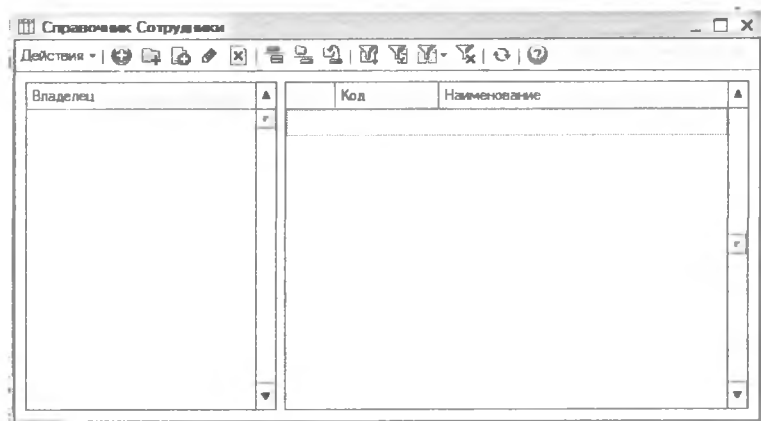 Справочник Сотрудники
Действия
Владелец
Код Наименование